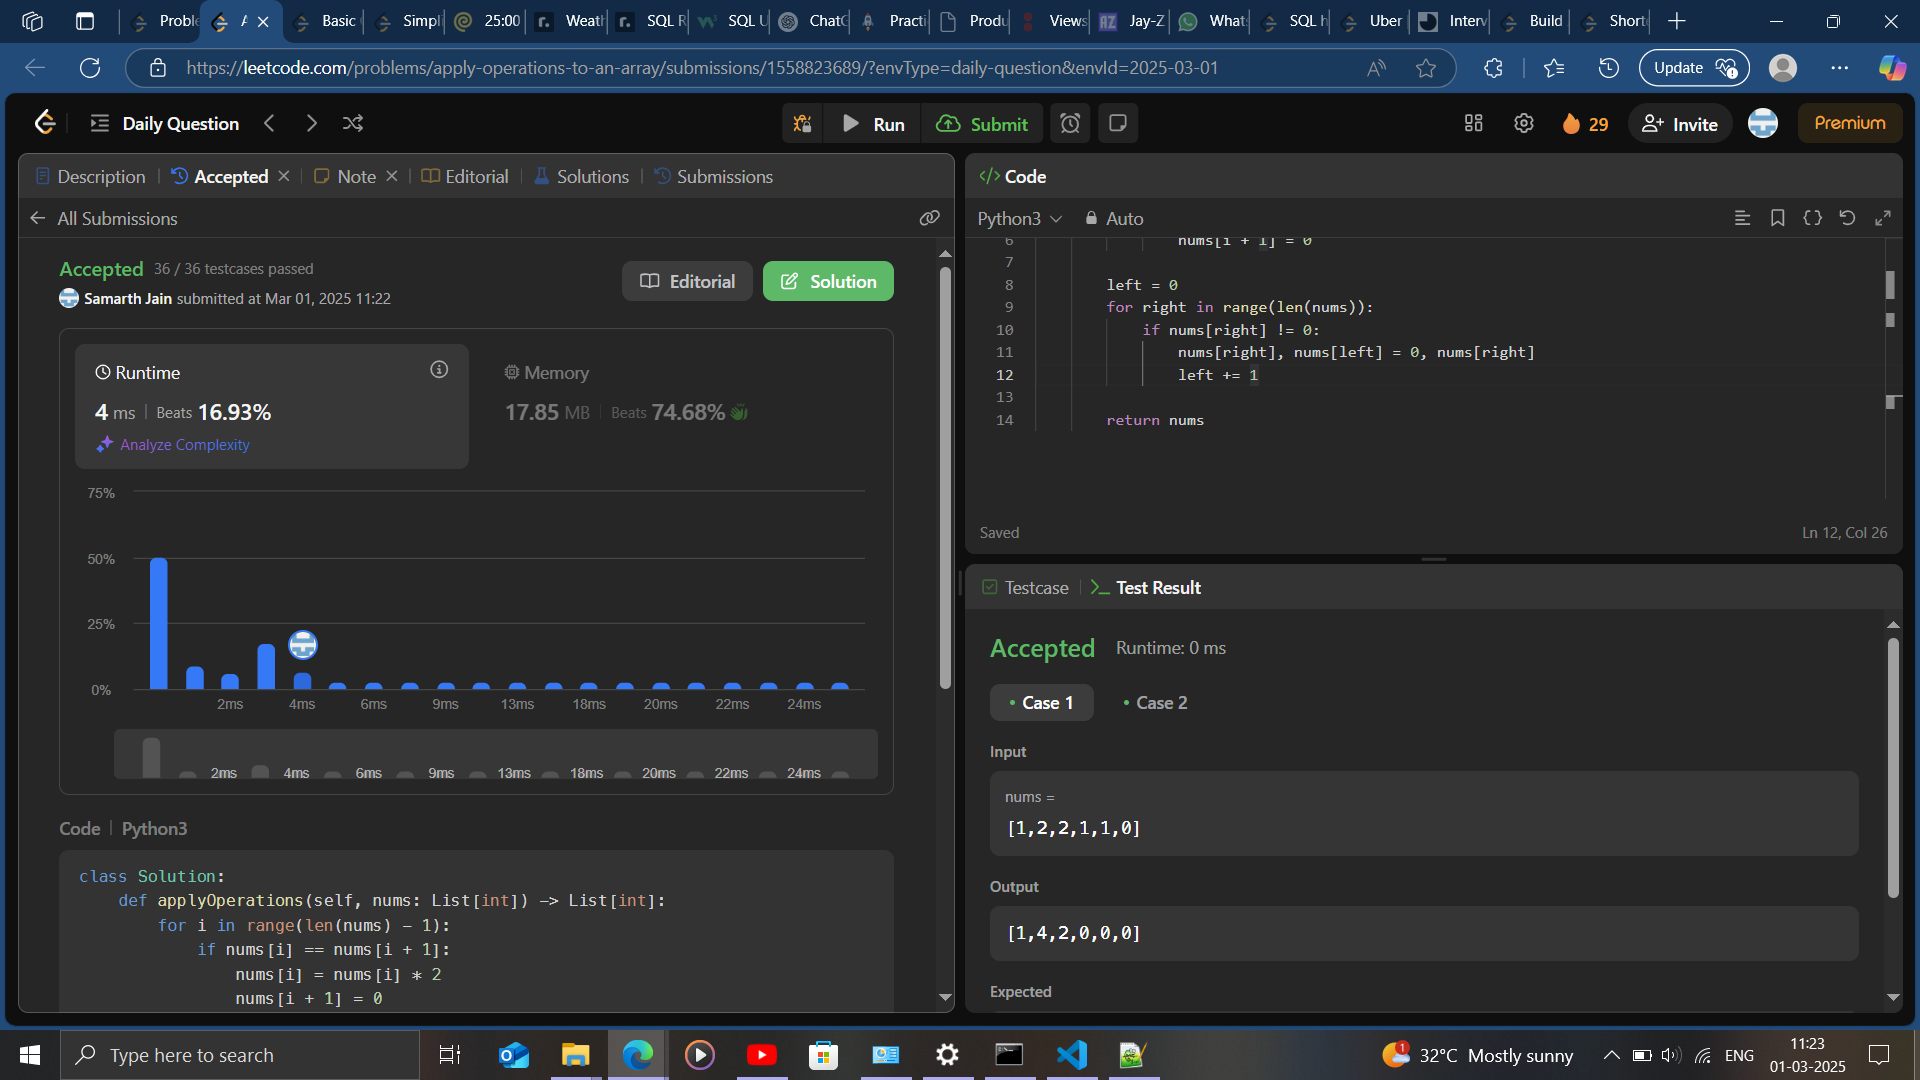 Proble
A
Basic
Simpli
25:00
Weath
SQL R
SQL U
ChatG
Practi
Produ
Views
Jay-Z
Whats
SQL h
Uber
Interv
Build
Short
https://leetcode.com/problems/apply-operations-to-an-array/submissions/1558823689/?envType=daily-question&envId=2025-03-01
Update
Daily Question
Run
Submit
29
Invite
Premium
Description
Accepted
Note
Editorial
Solutions
Submissions
All Submissions
Accepted 36 / 36 testcases passed
Samarth Jain submitted at Mar 01, 2025 11:22
Editorial
Solution
Runtime
4 ms | Beats 16.93%
Analyze Complexity
Memory
17.85 MB | Beats 74.68%
75%
50%
25%
0%
2ms 4ms 6ms 9ms 13ms 18ms 20ms 22ms 24ms
2ms 4ms 6ms 9ms 13ms 18ms 20ms 22ms 24ms
Code | Python3
class Solution:
def applyOperations(self, nums: List[int]) -> List[int]:
for i in range(len(nums) - 1):
if nums[i] == nums[i + 1]:
nums[i] = nums[i] * 2
nums[i + 1] = 0
</> Code
Python3
Auto
6 nums[i + 1] = 0
7
8 left = 0
9 for right in range(len(nums)):
10 if nums[right] != 0:
11 nums[right], nums[left] = 0, nums[right]
12 left += 1
13
14 return nums
Saved
Ln 12, Col 26
Testcase
Test Result
Accepted Runtime: 0 ms
Case 1
Case 2
Input
nums =
[1,2,2,1,1,0]
Output
[1,4,2,0,0,0]
Expected
Type here to search
1
32°C Mostly sunny
ENG
11:23
01-03-2025